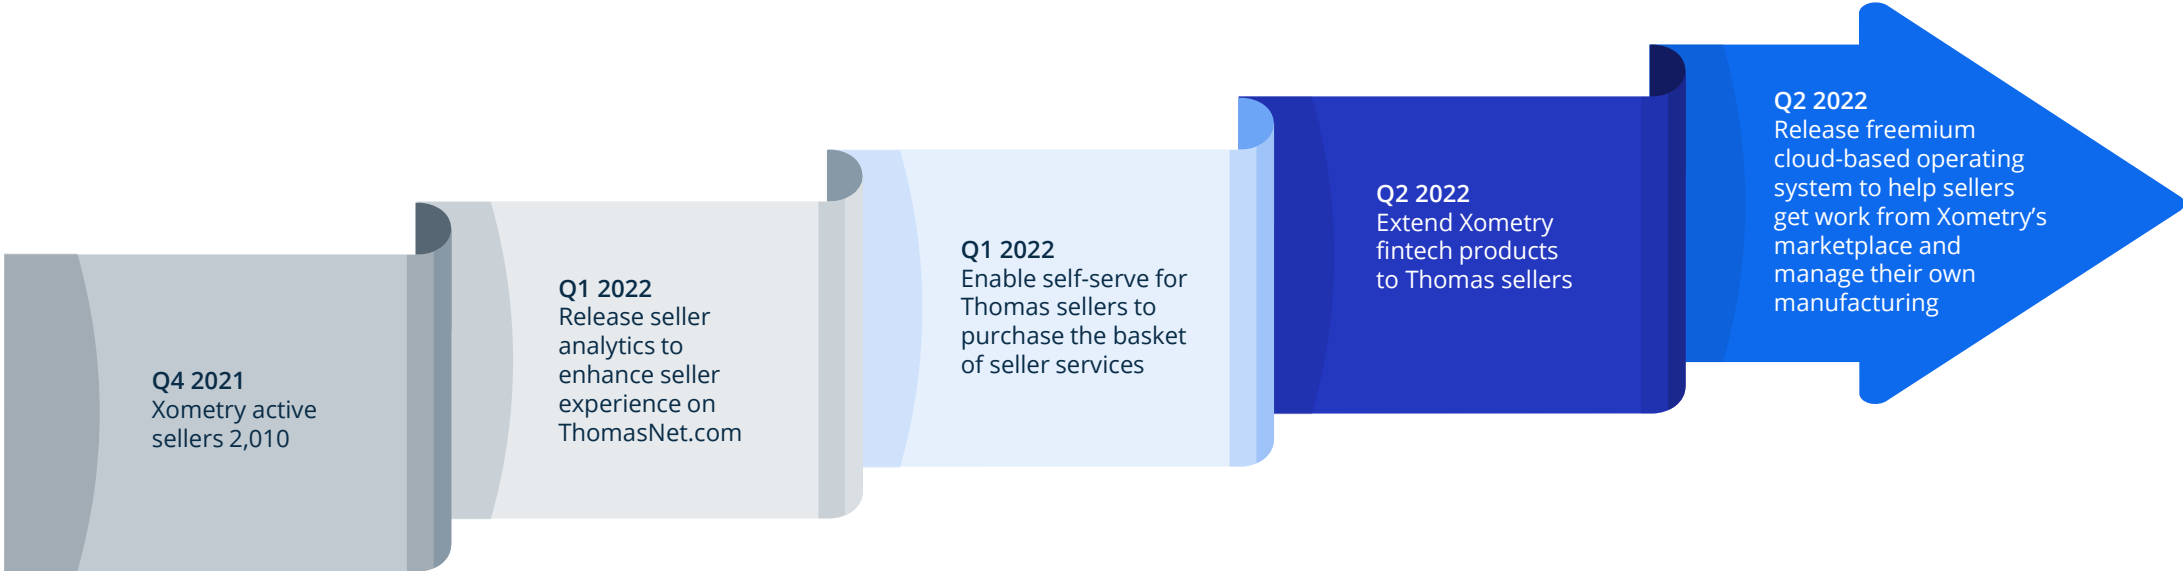 Q4 2021
Xometry active
sellers 2,010
Q1 2022
Release seller
analytics to
enhance seller
experience on
ThomasNet.com
Q1 2022
Enable self-serve for
Thomas sellers to
purchase the basket
of seller services
Q2 2022
Extend Xometry
fintech products
to Thomas sellers
Q2 2022
Release freemium
cloud-based operating
system to help sellers
get work from Xometry’s
marketplace and
manage their own
manufacturing